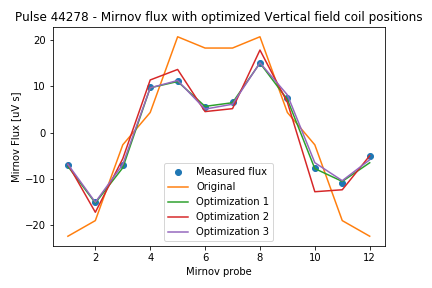 Pulse 44278 - Mirnov flux with optimized Vertical field coil positions
Mirnov Flux [uV s]
20
10
0
−10
−20
Measured flux
Original
Optimization 1
Optimization 2
Optimization 3
2 4 6 8 10 12
Mirnov probe